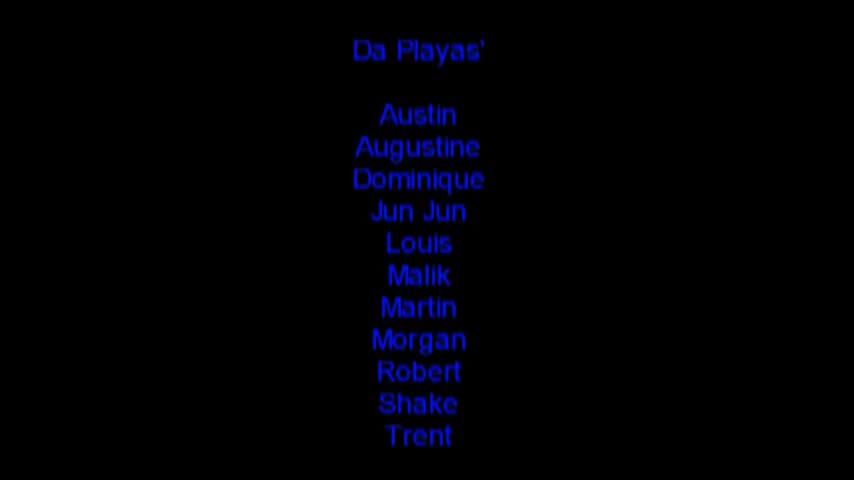 Da Playas'
Austin
Augustine
Dominique
Jun Jun
Louis
Malik
Martin
Morgan
Robert
Shake
Trent